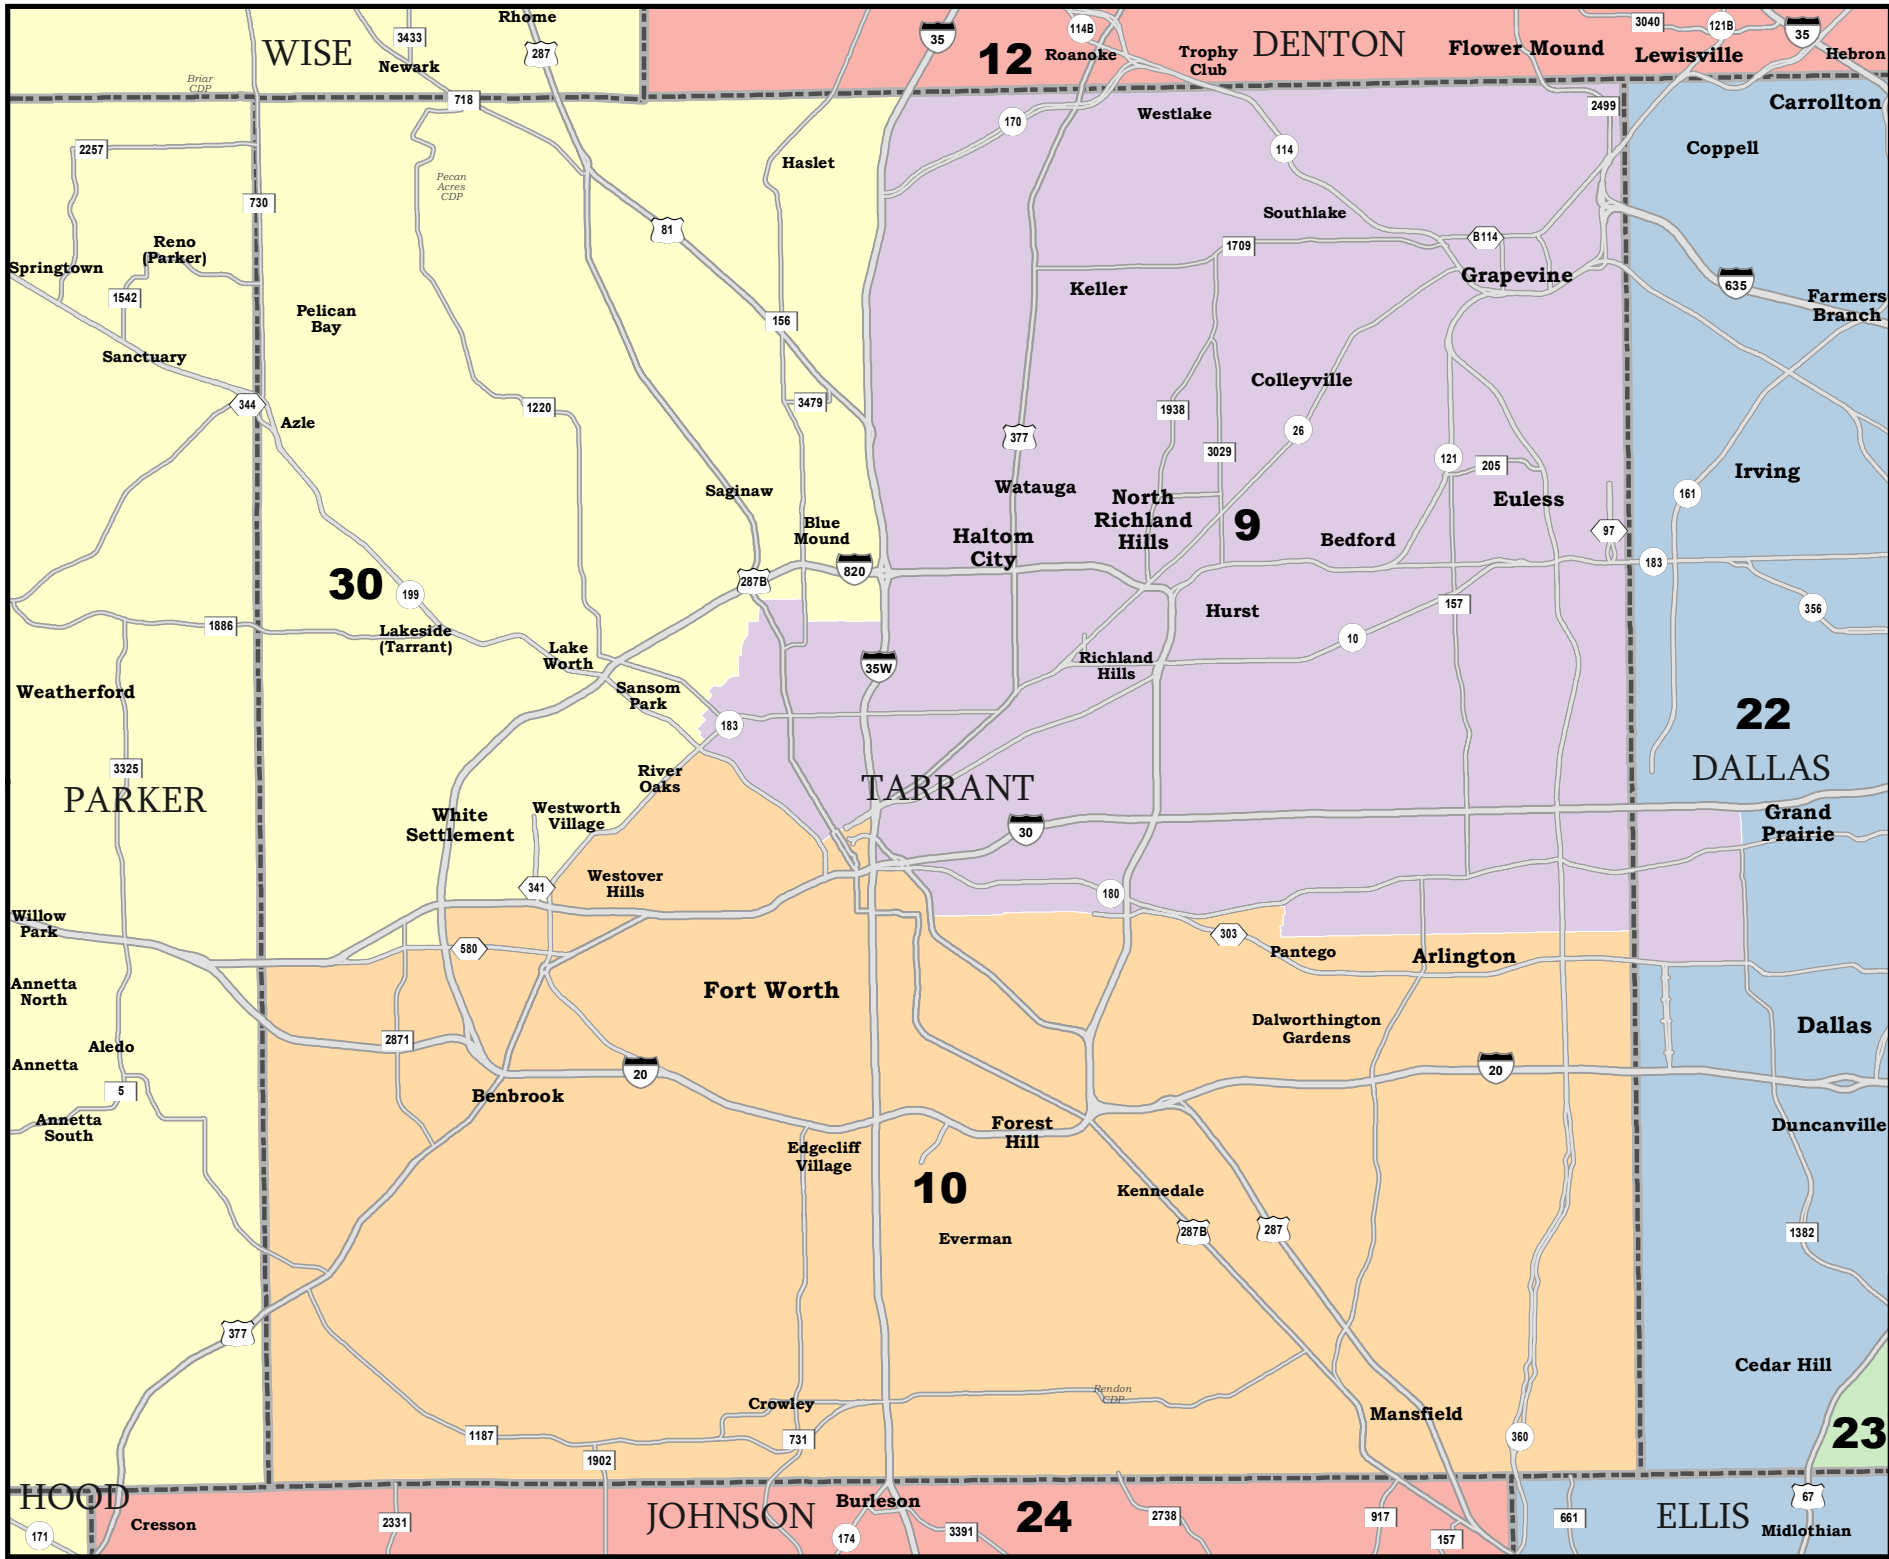 Rhome
3433
WISE
287
Newark
Briar
CDP
718
35
12
114B
Roanoke
Trophy
Club
DENTON
Flower Mound
3040
121B
Lewisville
35
Hebron
2499
Carrollton
Westlake
170
114
Coppell
2257
Haslet
Pecan
Acres
CDP
730
81
Southlake
B114
1709
Reno
(Parker)
Springtown
1542
Grapevine
Keller
635
Farmers
Branch
Pelican
Bay
156
Sanctuary
344
Azle
1220
3479
Colleyville
1938
26
377
3029
121
205
Irving
161
Saginaw
Watauga
North
Richland
Hills
Euless
9
Blue
Mound
Haltom
City
Bedford
97
183
820
287B
30
199
356
157
Hurst
1886
Lakeside
(Tarrant)
Lake
Worth
10
35W
Richland
Hills
Weatherford
Sansom
Park
183
22
3325
River
Oaks
DALLAS
PARKER
TARRANT
White
Settlement
Westworth
Village
30
Grand
Prairie
341
Westover
Hills
180
Willow
Park
580
303
Pantego
Arlington
Annetta
North
Fort Worth
Dalworthington
Gardens
Dallas
2871
Aledo
Annetta
5
20
20
Benbrook
Annetta
South
Edgecliff
Village
Forest
Hill
Duncanville
10
Kennedale
Everman
287B
287
1382
377
Cedar Hill
Rendon
CDP
Crowley
Mansfield
1187
731
360
23
1902
HOOD
JOHNSON
Burleson
24
2738
917
661
ELLIS
67
Midlothian
171
Cresson
2331
174
3391
157